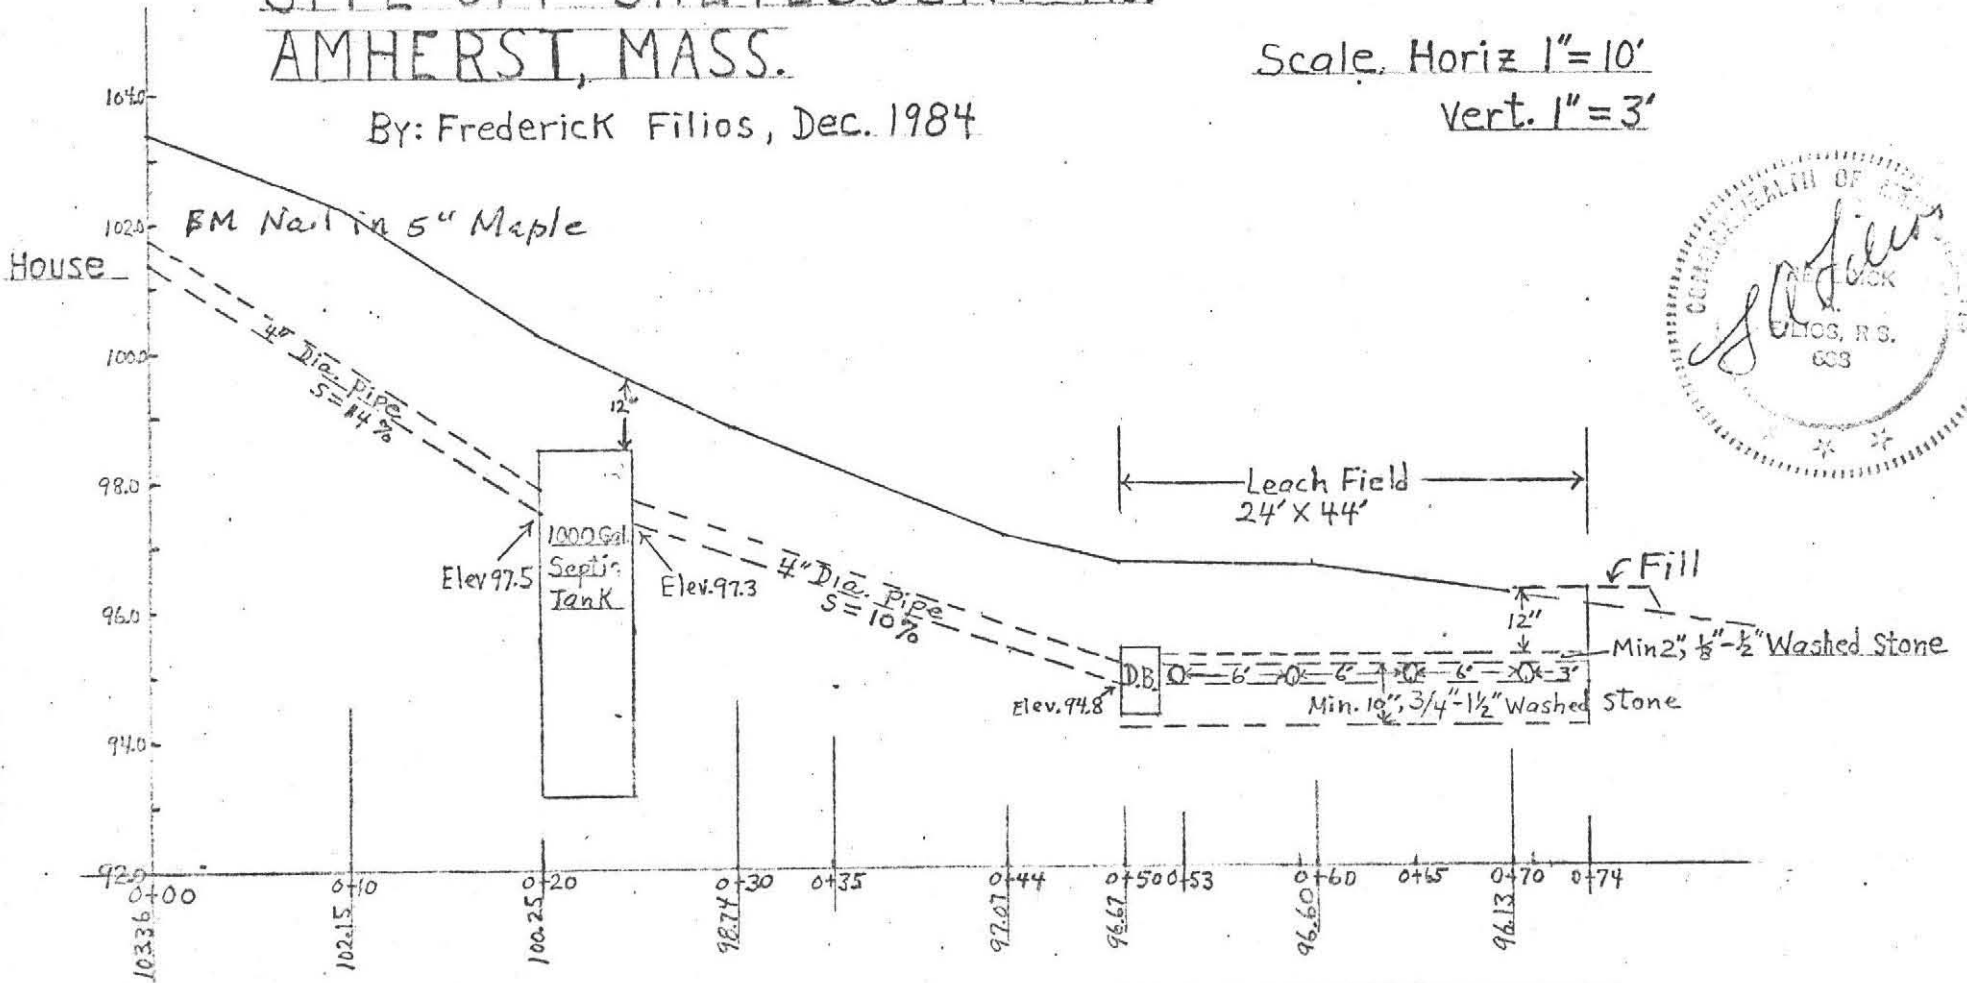 AMHERST, MASS.
By: Frederick Filios, Dec. 1984
Scale. Horiz 1"=10'
Vert. 1"=3'
COMMONWEALTH OF
FILIOS, R.S.
683
104.0
102.0
100.0
98.0
96.0
94.0
92.0
BM Nail in 5" Maple
House
4" Dia. Pipe
S=14%
12"
1000 Gal.
Septic
Tank
Elev 97.5
Elev. 97.3
4" Dia. Pipe
S=10%
Leach Field
24' X 44'
Fill
12"
Min 2", 1/8"-1/2" Washed Stone
D.B.
6' 6' 6' 3'
Elev. 94.8
Min. 10", 3/4"-1½" Washed Stone
0+00 0+10 0+20 0+30 0+35 0+44 0+50 0+53 0+60 0+65 0+70 0+74
103.36 102.15 100.25 98.74 97.07 96.67 96.60 96.13